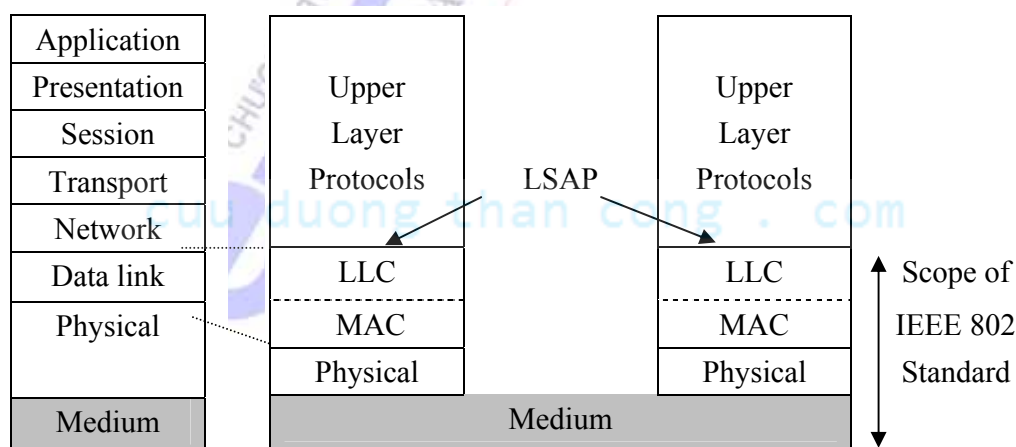 Application
Presentation
Session
Transport
Network
Data link
Physical
Medium
Upper
Layer
Protocols
LLC
MAC
Physical
LSAP
Upper
Layer
Protocols
LLC
MAC
Physical
Medium
Scope of
IEEE 802
Standard
cuu duong than cong . com